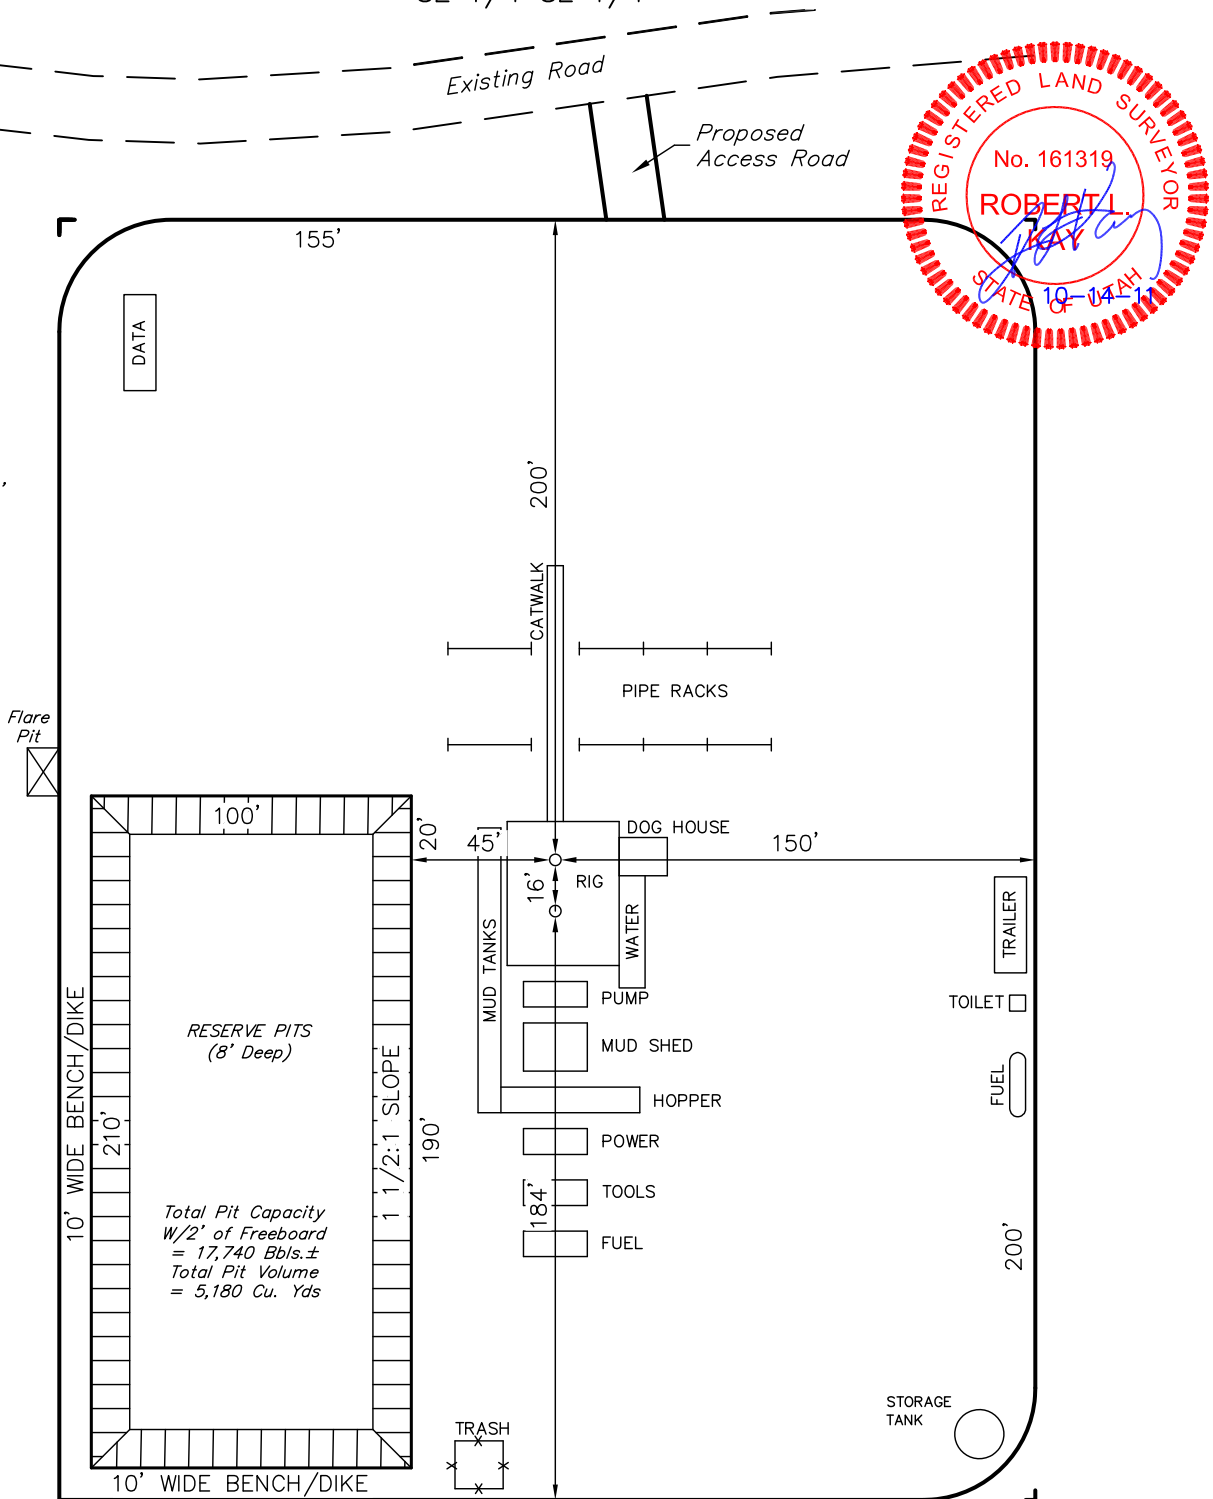 Existing Road
Proposed
Access Road
REGISTERED LAND SURVEYOR
No. 161319
ROBERT L.
KAY
STATE OF UTAH
10-14-11
155'
DATA
200'
CATWALK
PIPE RACKS
Flare
Pit
100'
20'
45'
DOG HOUSE
150'
16'
RIG
MUD TANKS
WATER
TRAILER
PUMP
TOILET
RESERVE PITS
(8' Deep)
MUD SHED
10' WIDE BENCH/DIKE
210'
1 1/2:1 SLOPE
190'
HOPPER
FUEL
POWER
TOOLS
184'
FUEL
Total Pit Capacity
W/2' of Freeboard
= 17,740 Bbls.±
Total Pit Volume
= 5,180 Cu. Yds
200'
STORAGE
TANK
TRASH
10' WIDE BENCH/DIKE